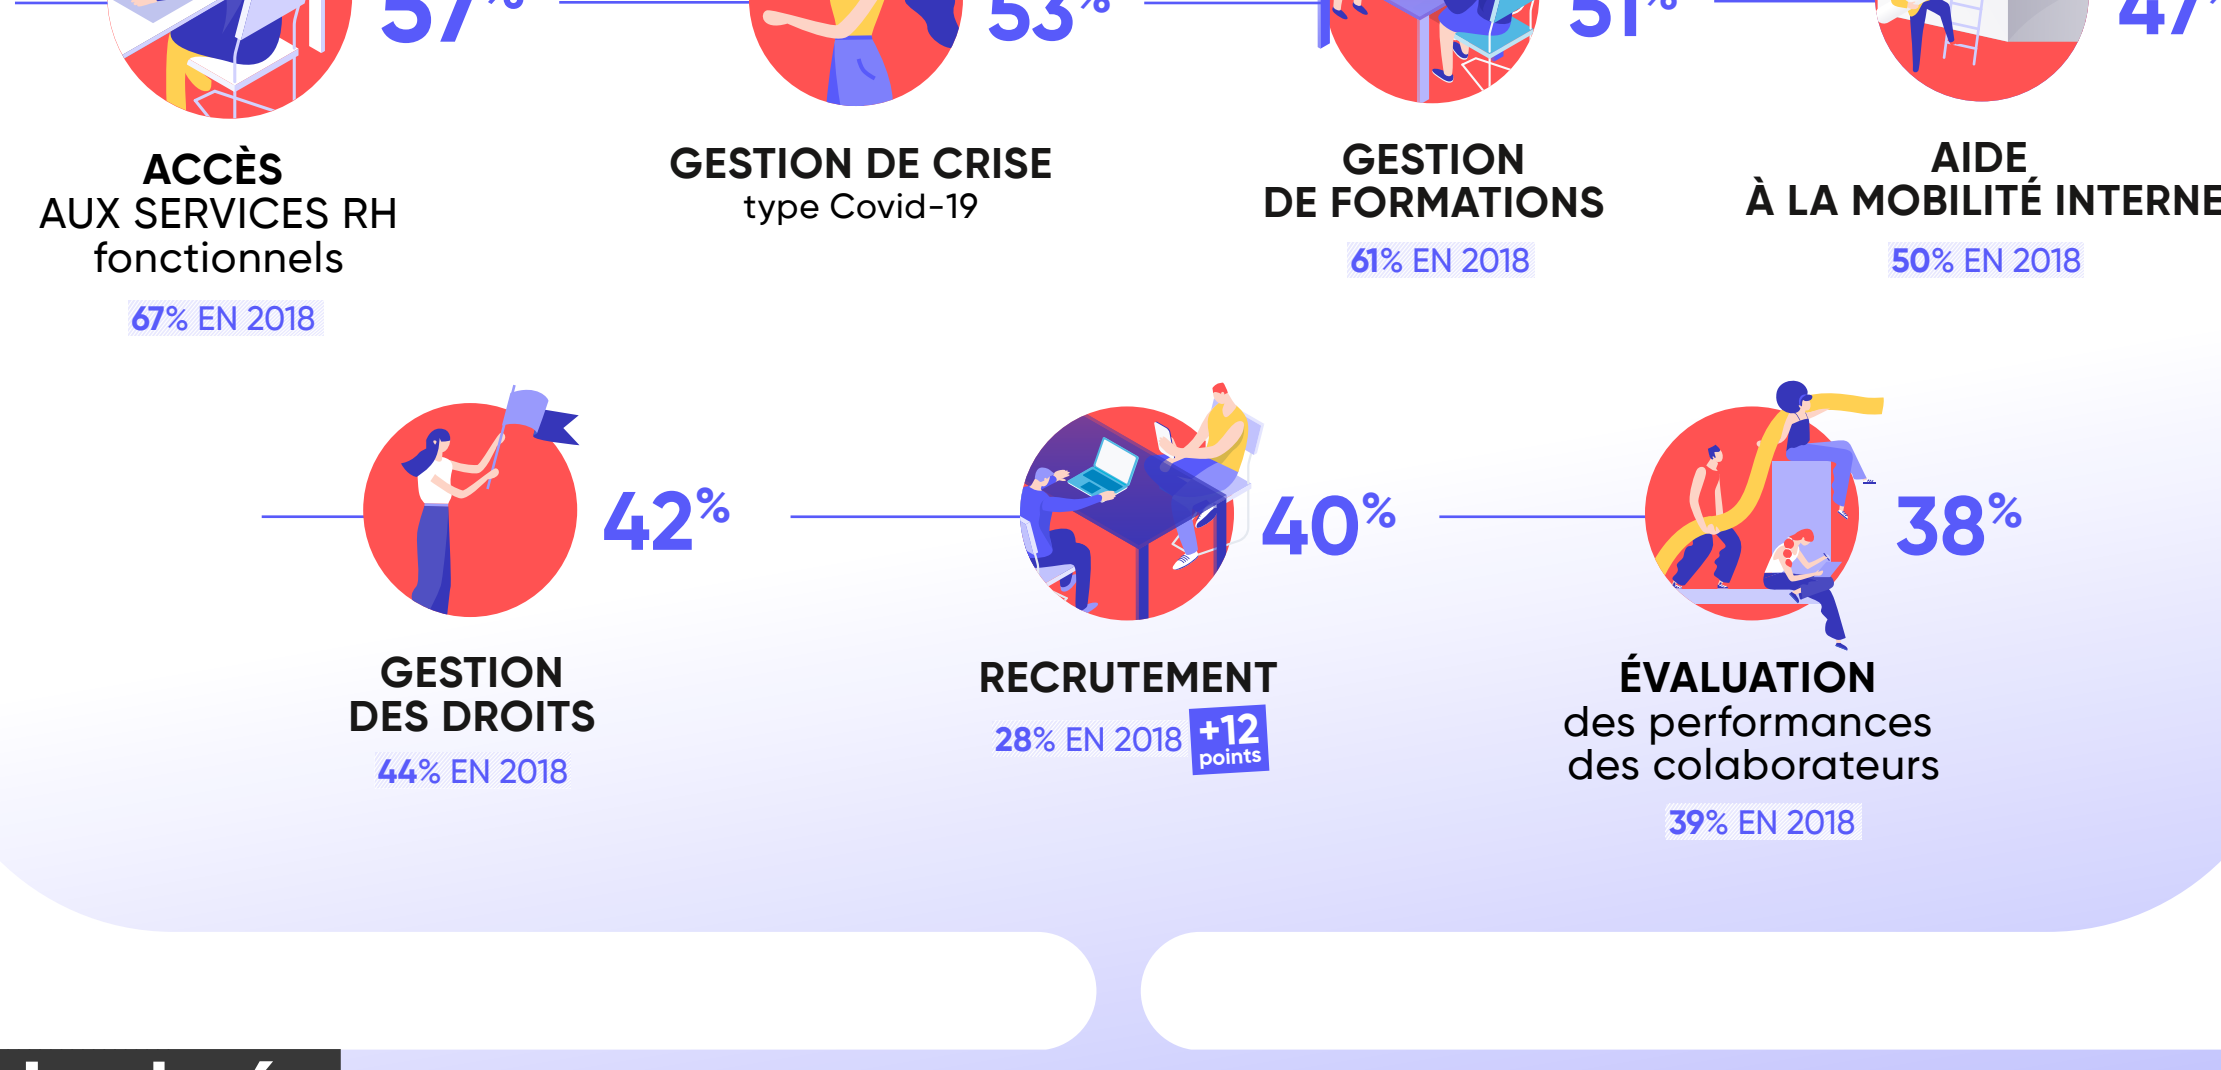 57%
53%
51%
47%
ACCÈS
AUX SERVICES RH
fonctionnels
67% EN 2018
GESTION DE CRISE
type Covid-19
GESTION
DE FORMATIONS
61% EN 2018
AIDE
À LA MOBILITÉ INTERNE
50% EN 2018
42%
40%
38%
GESTION
DES DROITS
44% EN 2018
RECRUTEMENT
28% EN 2018
+12
points
ÉVALUATION
des performances
des colaborateurs
39% EN 2018